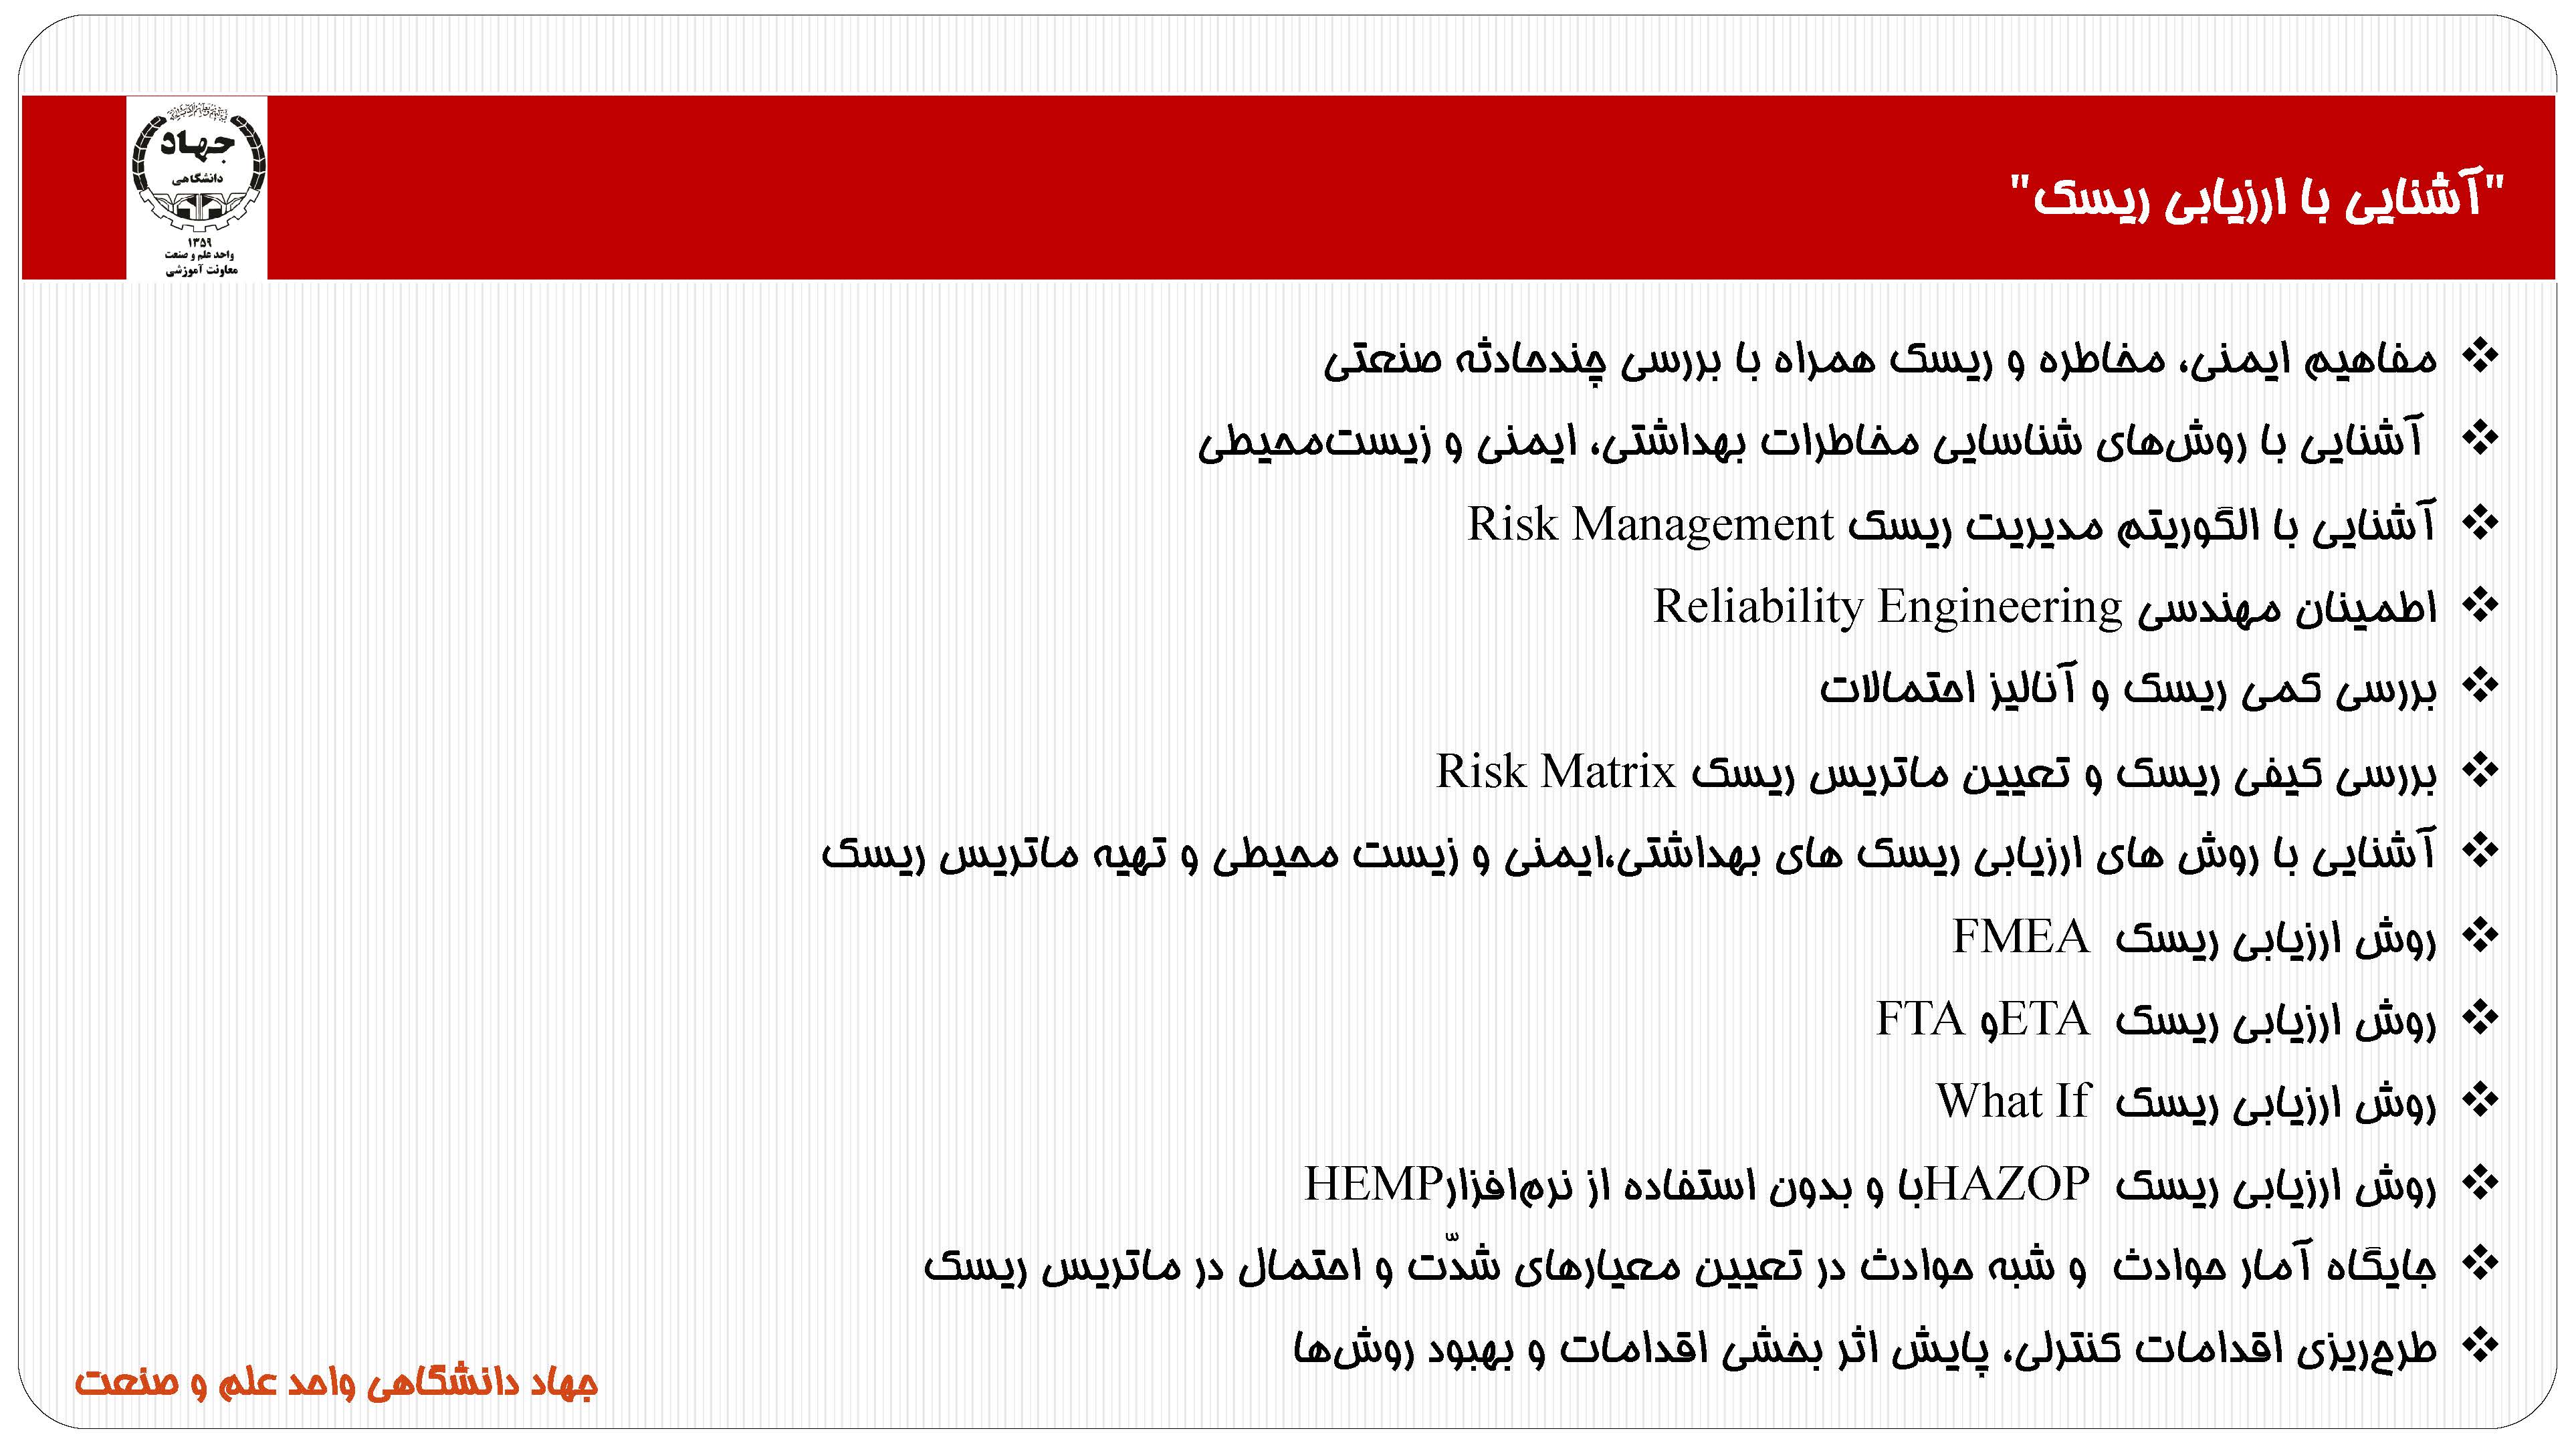 جهاد
دانشگاهی
۱۳۵۹
واحد علم و صنعت
معاونت آموزشی
"آشنایی با ارزیابی ریسک"
❖ مفاهیم ایمنی، مخاطره و ریسک همراه با بررسی چندحادثه صنعتی
❖ آشنایی با روش‌های شناسایی مخاطرات بهداشتی، ایمنی و زیست‌محیطی
❖ آشنایی با الگوریتم مدیریت ریسک Risk Management
❖ اطمینان مهندسی Reliability Engineering
❖ بررسی کمی ریسک و آنالیز احتمالات
❖ بررسی کیفی ریسک و تعیین ماتریس ریسک Risk Matrix
❖ آشنایی با روش های ارزیابی ریسک های بهداشتی،ایمنی و زیست محیطی و تهیه ماتریس ریسک
❖ روش ارزیابی ریسک FMEA
❖ روش ارزیابی ریسک ETAو FTA
❖ روش ارزیابی ریسک What If
❖ روش ارزیابی ریسک HAZOPبا و بدون استفاده از نرم‌افزارHEMP
❖ جایگاه آمار حوادث و شبه حوادث در تعیین معیارهای شدّت و احتمال در ماتریس ریسک
❖ طرح‌ریزی اقدامات کنترلی، پایش اثر بخشی اقدامات و بهبود روش‌ها
جهاد دانشگاهی واحد علم و صنعت